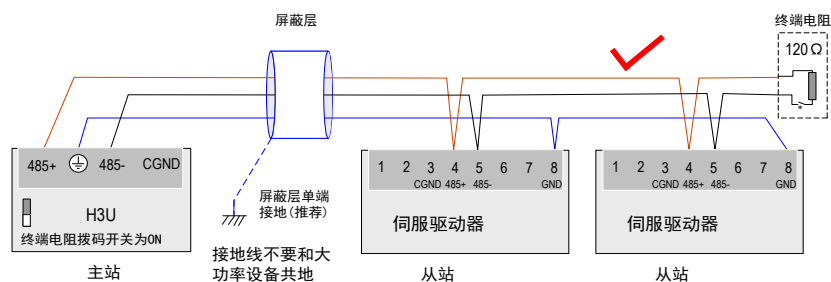 屏蔽层
终端电阻
120Ω
*
485+ 485- CGND
H3U
终端电阻拨码开关为ON
主站
屏蔽层单端
接地(推荐)
接地线不要和大
功率设备共地
1 2 3 4 5 6 7 8
CGND 485+ 485- GND
伺服驱动器
从站
1 2 3 4 5 6 7 8
CGND 485+ 485- GND
伺服驱动器
从站